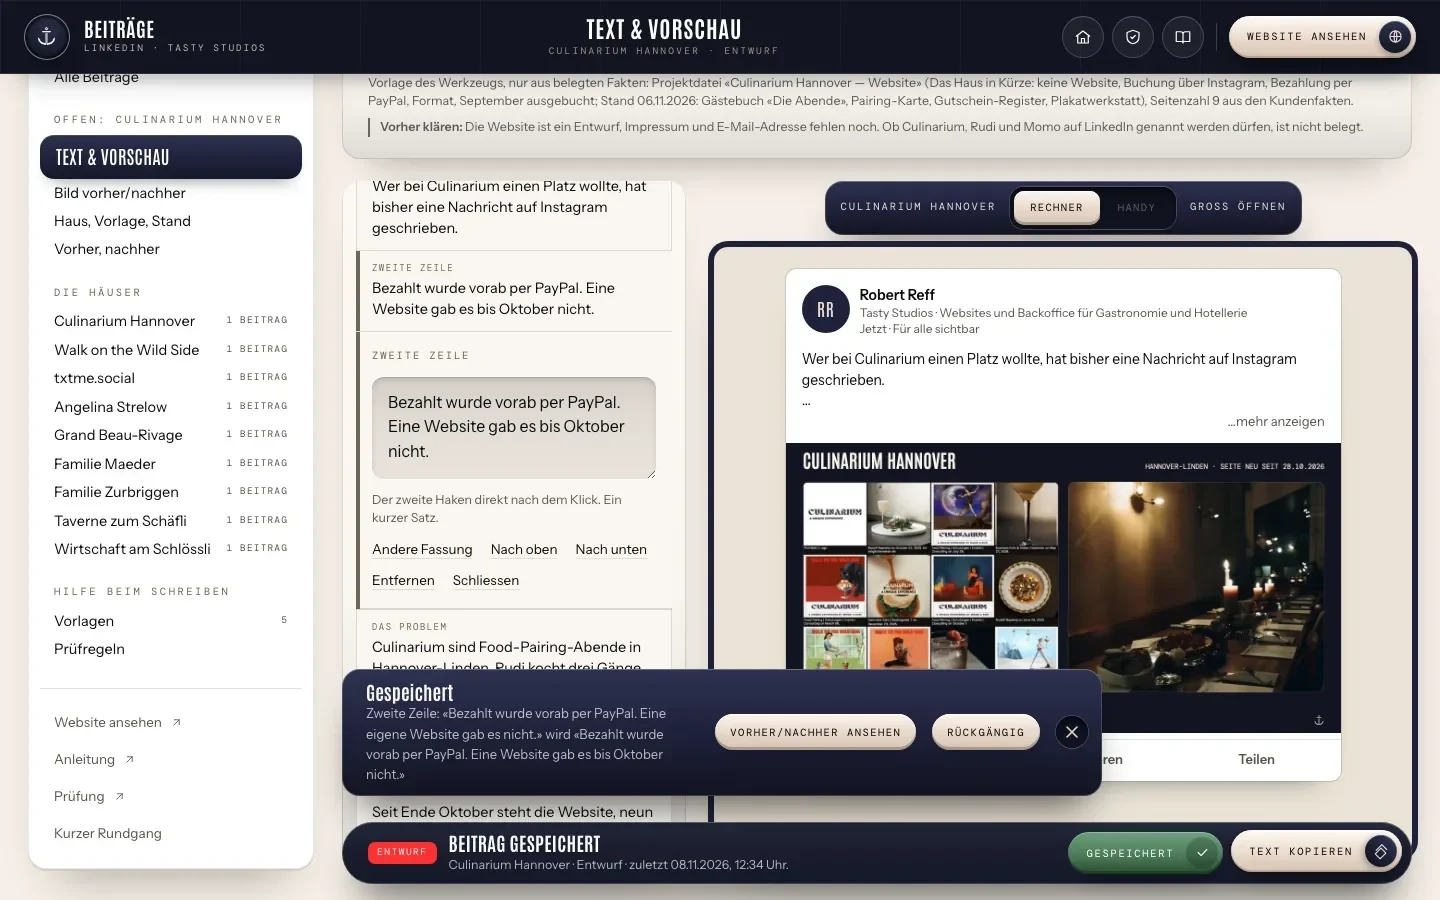 BEITRÄGE
LINKEDIN · TASTY STUDIOS
TEXT & VORSCHAU
CULINARIUM HANNOVER · ENTWURF
WEBSITE ANSEHEN
Alle Beiträge
OFFEN: CULINARIUM HANNOVER
TEXT & VORSCHAU
Bild vorher/nachher
Haus, Vorlage, Stand
Vorher, nachher
DIE HÄUSER
Culinarium Hannover 1 BEITRAG
Walk on the Wild Side 1 BEITRAG
txtme.social 1 BEITRAG
Angelina Strelow 1 BEITRAG
Grand Beau-Rivage 1 BEITRAG
Familie Maeder 1 BEITRAG
Familie Zurbriggen 1 BEITRAG
Taverne zum Schäfli 1 BEITRAG
Wirtschaft am Schlössli 1 BEITRAG
HILFE BEIM SCHREIBEN
Vorlagen 5
Prüfregeln
Website ansehen ↗
Anleitung ↗
Prüfung ↗
Kurzer Rundgang
Vorlage des Werkzeugs, nur aus belegten Fakten: Projektdatei «Culinarium Hannover — Website» (Das Haus in Kürze: keine Website, Buchung über Instagram, Bezahlung per
PayPal, Format, September ausgebucht; Stand 06.11.2026: Gästebuch «Die Abende», Pairing-Karte, Gutschein-Register, Plakatwerkstatt), Seitenzahl 9 aus den Kundenfakten.
Vorher klären: Die Website ist ein Entwurf, Impressum und E-Mail-Adresse fehlen noch. Ob Culinarium, Rudi und Momo auf LinkedIn genannt werden dürfen, ist nicht belegt.
Wer bei Culinarium einen Platz wollte, hat
bisher eine Nachricht auf Instagram
geschrieben.
ZWEITE ZEILE
Bezahlt wurde vorab per PayPal. Eine
Website gab es bis Oktober nicht.
ZWEITE ZEILE
Bezahlt wurde vorab per PayPal.
Eine Website gab es bis Oktober
nicht.
Der zweite Haken direkt nach dem Klick. Ein
kurzer Satz.
Andere Fassung Nach oben Nach unten
Entfernen Schliessen
DAS PROBLEM
Culinarium sind Food-Pairing-Abende in
Hannover-Linden. Rudi kocht drei Gänge
CULINARIUM HANNOVER RECHNER HANDY GROSS ÖFFNEN
RR
Robert Reff
Tasty Studios · Websites und Backoffice für Gastronomie und Hotellerie
Jetzt · Für alle sichtbar
Wer bei Culinarium einen Platz wollte, hat bisher eine Nachricht auf Instagram
geschrieben.
…
…mehr anzeigen
CULINARIUM HANNOVER
HANNOVER-LINDEN · SEITE NEU SEIT 28.10.2026
CULINARIUM
CULINARIUM
CULINARIUM
ren Teilen
Gespeichert
Zweite Zeile: «Bezahlt wurde vorab per PayPal. Eine
eigene Website gab es nicht.» wird «Bezahlt wurde
vorab per PayPal. Eine Website gab es bis Oktober
nicht.»
VORHER/NACHHER ANSEHEN
RÜCKGÄNGIG
Seit Ende Oktober steht die Website, neun
ENTWURF
BEITRAG GESPEICHERT
Culinarium Hannover · Entwurf · zuletzt 08.11.2026, 12:34 Uhr.
GESPEICHERT
TEXT KOPIEREN